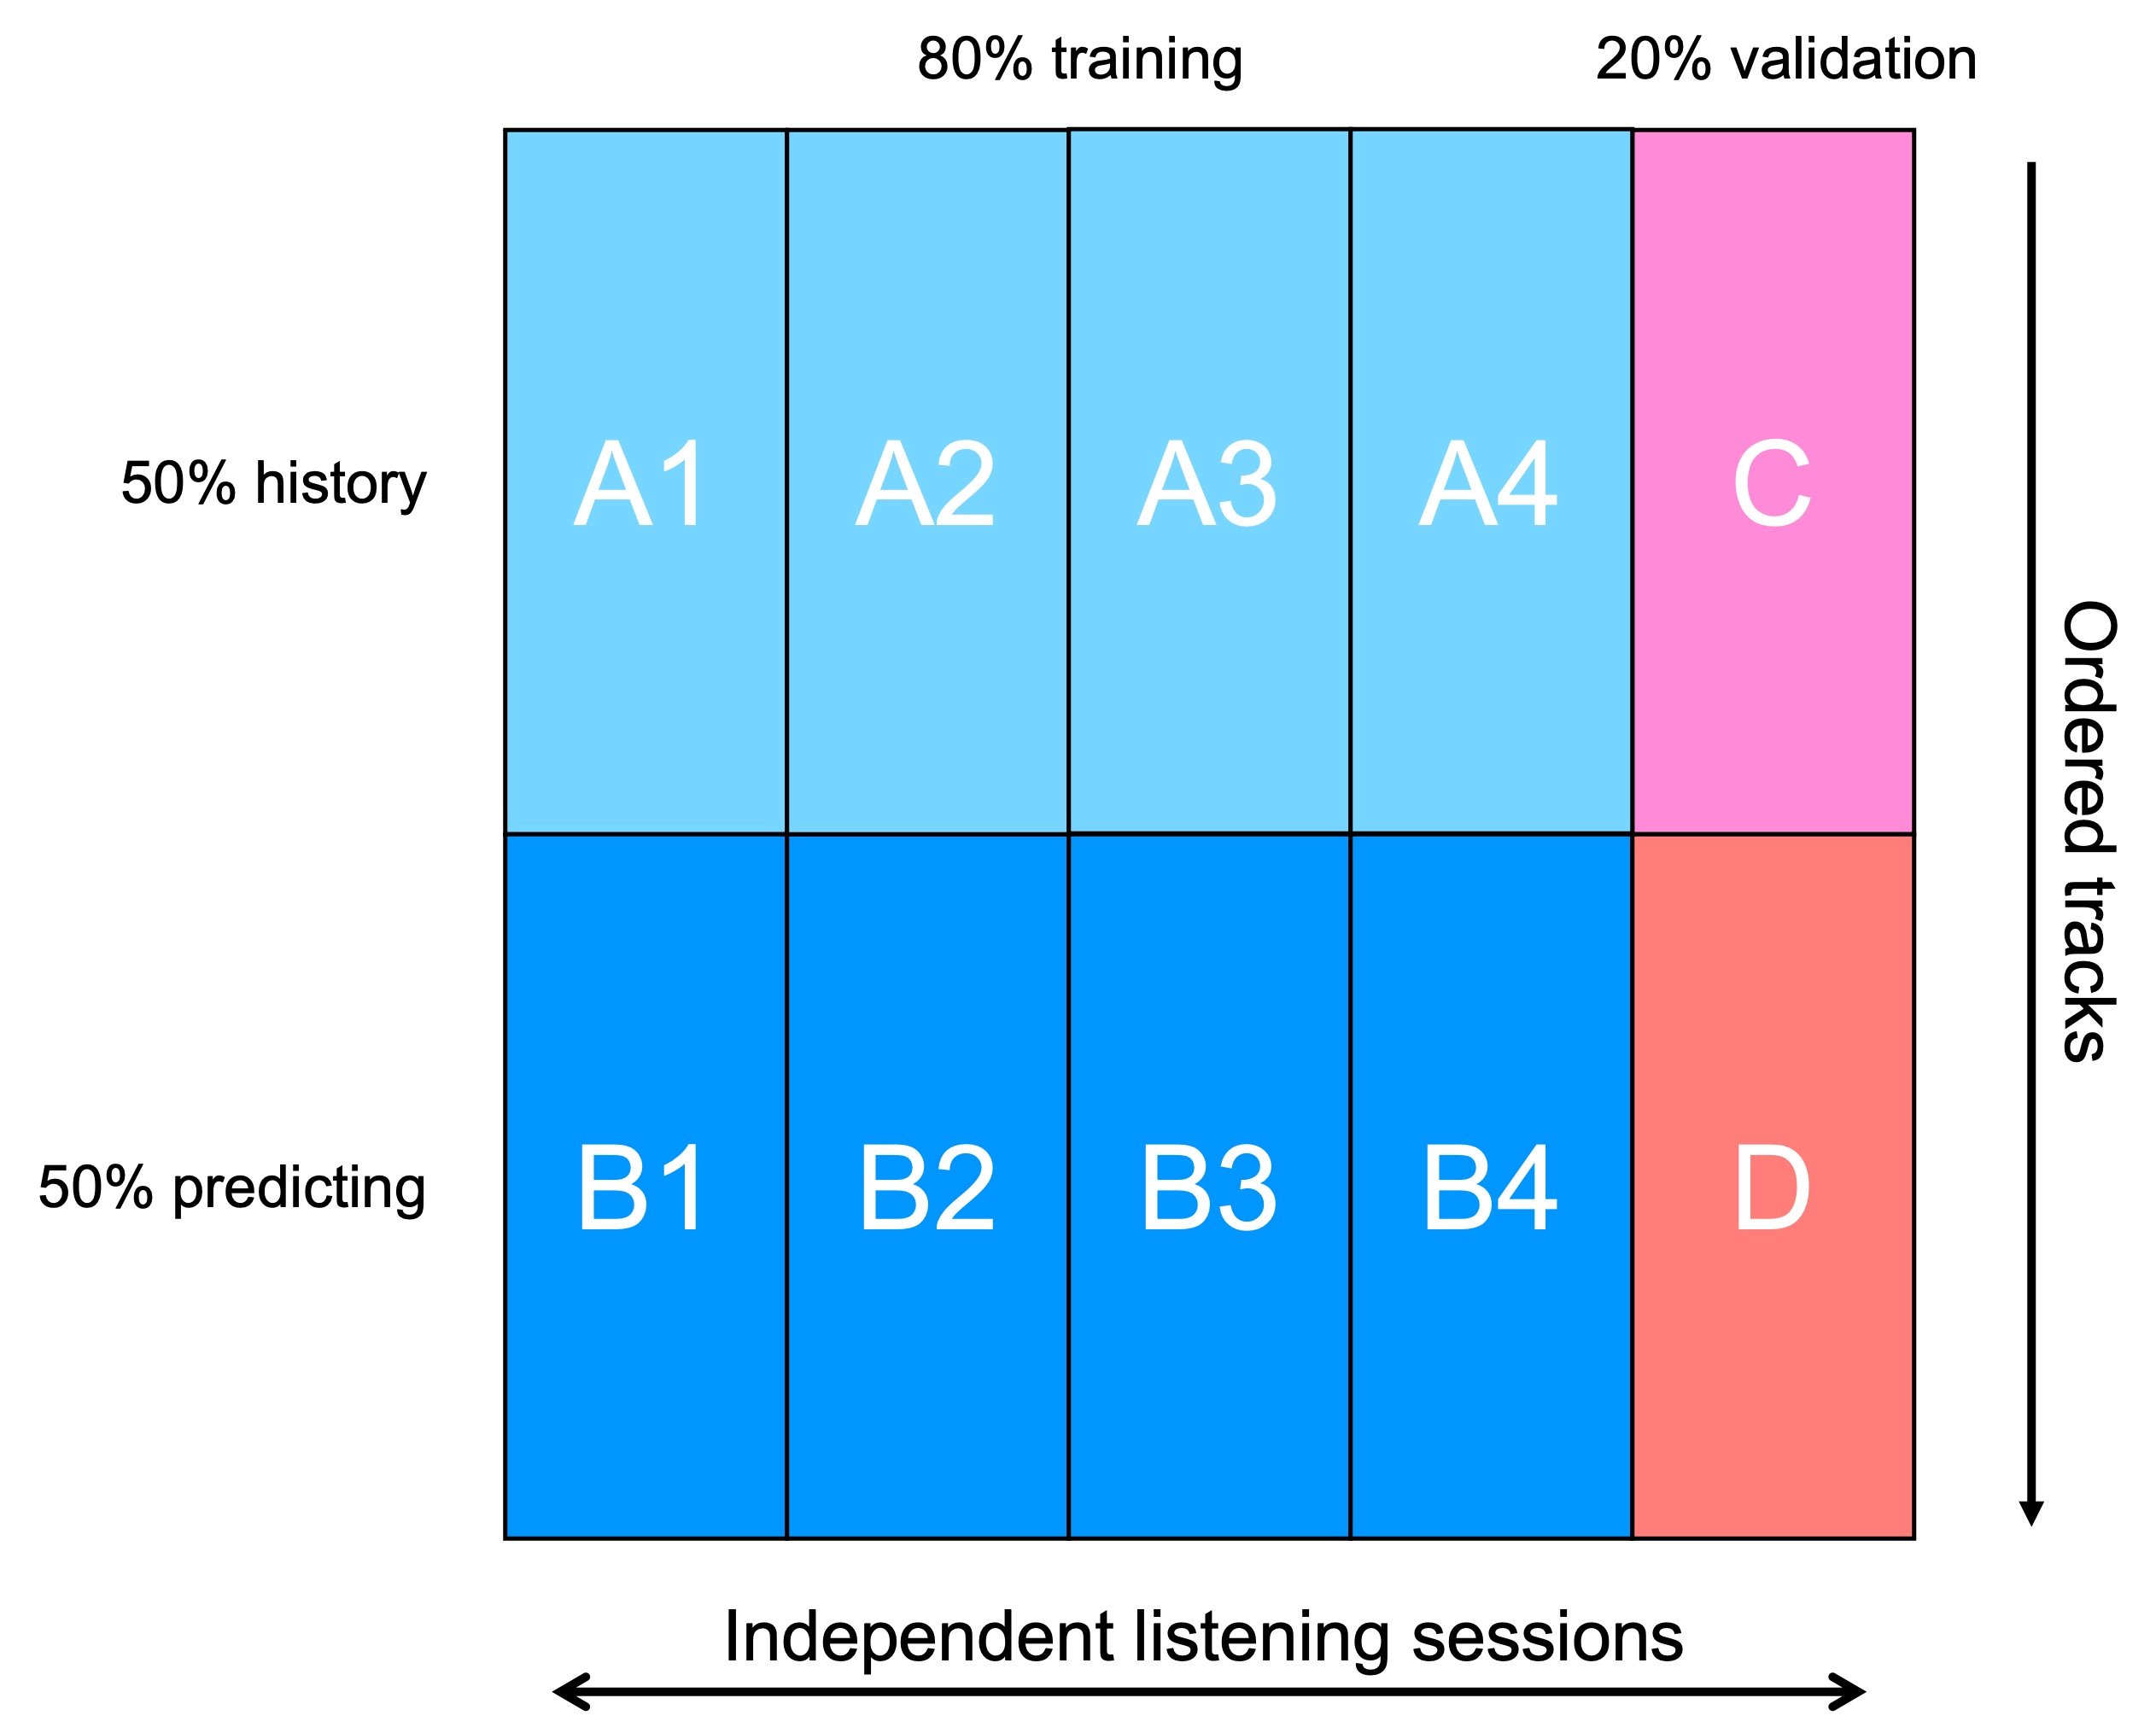 80% training
20% validation
50% history
A1
A2
A3
A4
C
Ordered tracks
50% predicting
B1
B2
B3
B4
D
Independent listening sessions